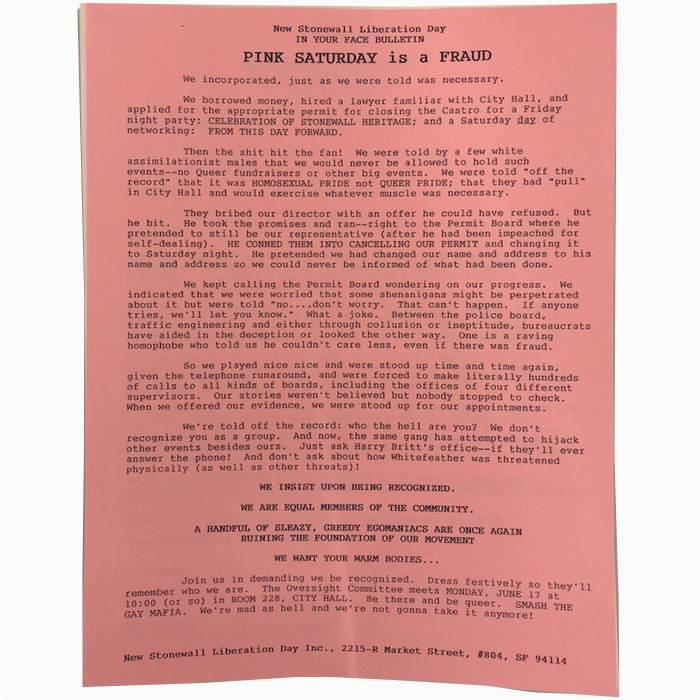 New Stonewall Liberation Day
IN YOUR FACE BULLETIN
PINK SATURDAY is a FRAUD
We incorporated, just as we were told was necessary.
We borrowed money, hired a lawyer familiar with City Hall, and
applied for the appropriate permit for closing the Castro for a Friday
night party: CELEBRATION OF STONEWALL HERITAGE; and a Saturday day of
networking: FROM THIS DAY FORWARD.
Then the shit hit the fan! We were told by a few white
assimilationist males that we would never be allowed to hold such
events--no Queer fundraisers or other big events. We were told "off the
record" that it was HOMOSEXUAL PRIDE not QUEER PRIDE; that they had "pull"
in City Hall and would exercise whatever muscle was necessary.
They bribed our director with an offer he could have refused. But
he bit. He took the promises and ran--right to the Permit Board where he
pretended to still be our representative (after he had been impeached for
self-dealing). HE CONNED THEM INTO CANCELLING OUR PERMIT and changing it
to Saturday night. He pretended we had changed our name and address to his
name and address so we could never be informed of what had been done.
We kept calling the Permit Board wondering on our progress. We
indicated that we were worried that some shenanigans might be perpetrated
about it but were told "no....don't worry. That can't happen. If anyone
tries, we'll let you know." What a joke. Between the police board,
traffic engineering and either through collusion or ineptitude, bureaucrats
have aided in the deception or looked the other way. One is a raving
homophobe who told us he couldn't care less, even if there was fraud.
So we played nice nice and were stood up time and time again,
given the telephone runaround, and were forced to make literally hundreds
of calls to all kinds of boards, including the offices of four different
supervisors. Our stories weren't believed but nobody stopped to check.
When we offered our evidence, we were stood up for our appointments.
We're told off the record: who the hell are you? We don't
recognize you as a group. And now, the same gang has attempted to hijack
other events besides ours. Just ask Harry Britt's office--if they'll ever
answer the phone! And don't ask about how Whitefeather was threatened
physically (as well as other threats)!
WE INSIST UPON BEING RECOGNIZED.
WE ARE EQUAL MEMBERS OF THE COMMUNITY.
A HANDFUL OF SLEAZY, GREEDY EGOMANIACS ARE ONCE AGAIN
RUINING THE FOUNDATION OF OUR MOVEMENT
WE WANT YOUR WARM BODIES...
Join us in demanding we be recognized. Dress festively so they'll
remember who we are. The Oversight Committee meets MONDAY, JUNE 17 at
10:00 (or so) in ROOM 228, CITY HALL. Be there and be queer. SMASH THE
GAY MAFIA. We're mad as hell and we're not gonna take it anymore!
New Stonewall Liberation Day Inc., 2215-R Market Street, #804, SF 94114